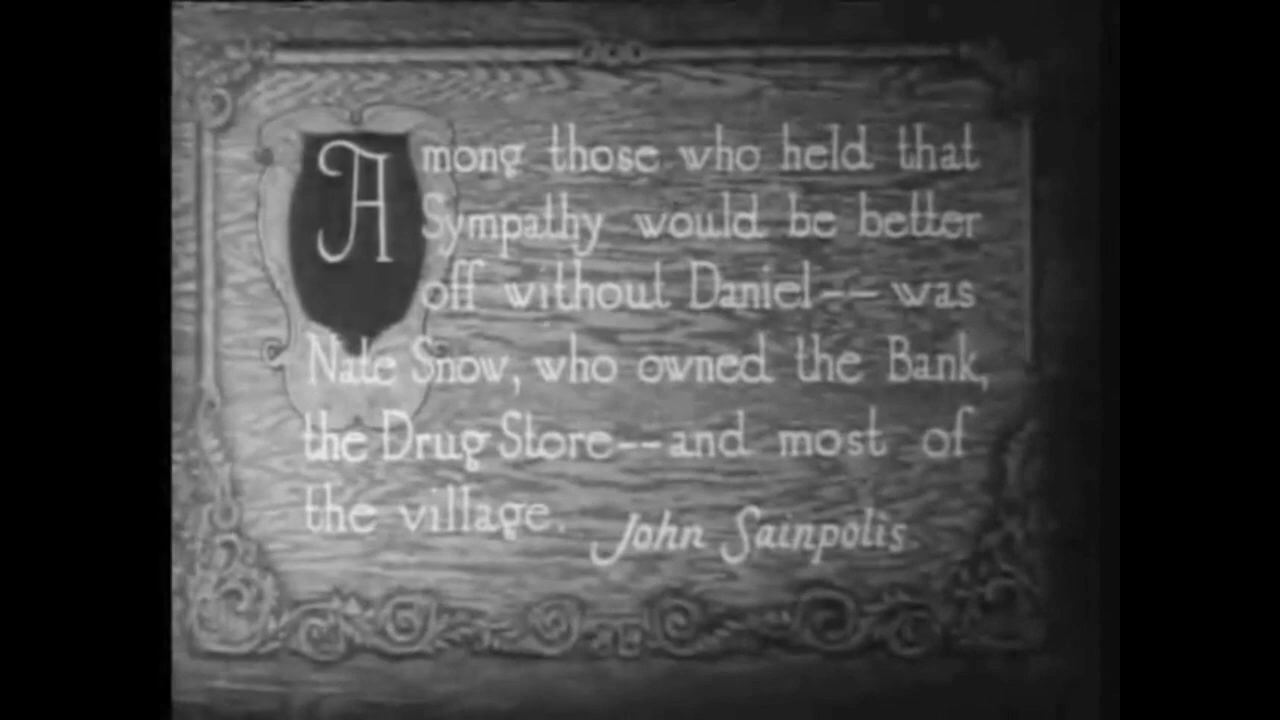 Among those who held that
Sympathy would be better
off without Daniel -- was
Nate Snow, who owned the Bank,
the Drug Store -- and most of
the village.
John Sainpolis.